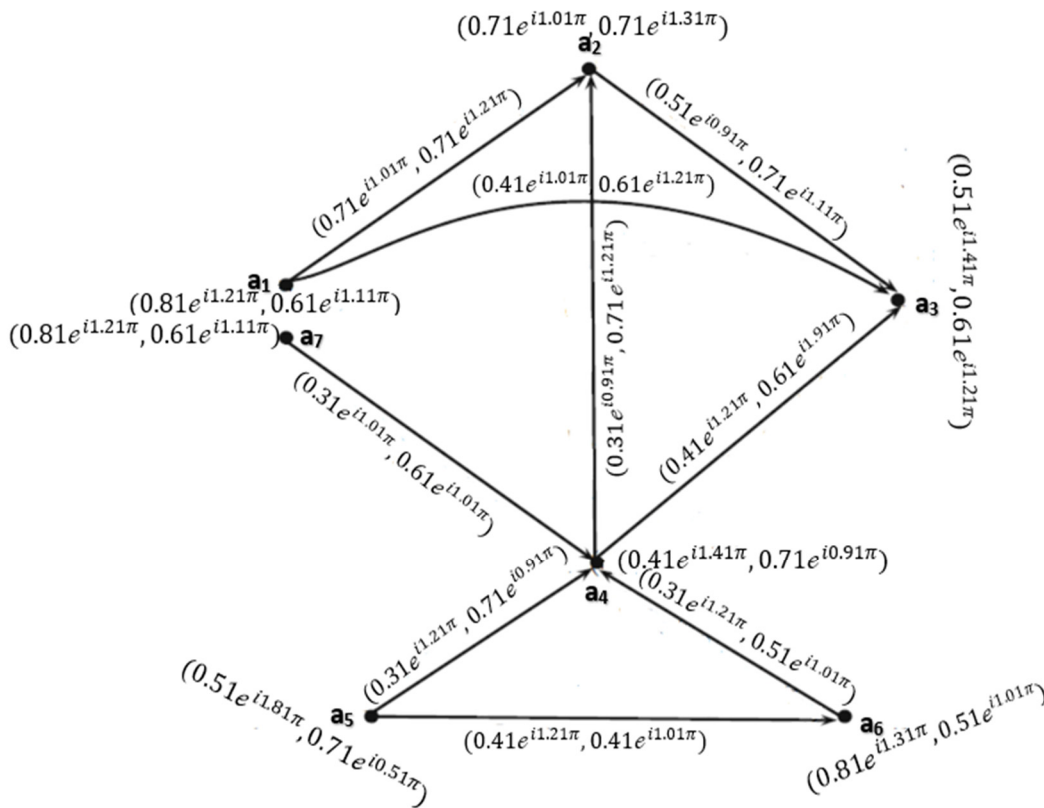 (0.71e^{i1.01π}, 0.71e^{i1.31π})
a₂
(0.71e^{i1.01π}, 0.71e^{i1.21π})
(0.51e^{i0.91π}, 0.71e^{i1.11π})
(0.41e^{i1.01π}, 0.61e^{i1.21π})
(0.51e^{i1.41π}, 0.61e^{i1.21π})
a₁
(0.81e^{i1.21π}, 0.61e^{i1.11π})
a₃
(0.81e^{i1.21π}, 0.61e^{i1.11π})
a₇
(0.31e^{i0.91π}, 0.71e^{i1.21π})
(0.41e^{i1.21π}, 0.61e^{i1.91π})
(0.31e^{i1.01π}, 0.61e^{i1.01π})
(0.41e^{i1.41π}, 0.71e^{i0.91π})
a₄
(0.31e^{i1.21π}, 0.71e^{i0.91π})
(0.31e^{i1.21π}, 0.51e^{i1.01π})
(0.51e^{i1.81π}, 0.71e^{i0.51π})
a₅
a₆
(0.41e^{i1.21π}, 0.41e^{i1.01π})
(0.81e^{i1.31π}, 0.51e^{i1.01π})